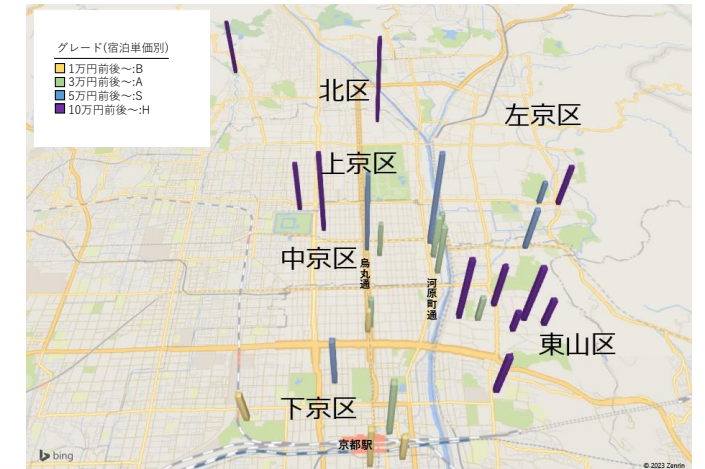 グレード(宿泊単価別)
1万円前後～:B
3万円前後～:A
5万円前後～:S
10万円前後～:H
北区
左京区
上京区
中京区
烏丸通
河原町通
東山区
下京区
京都駅
bing
© 2023 Zenrin